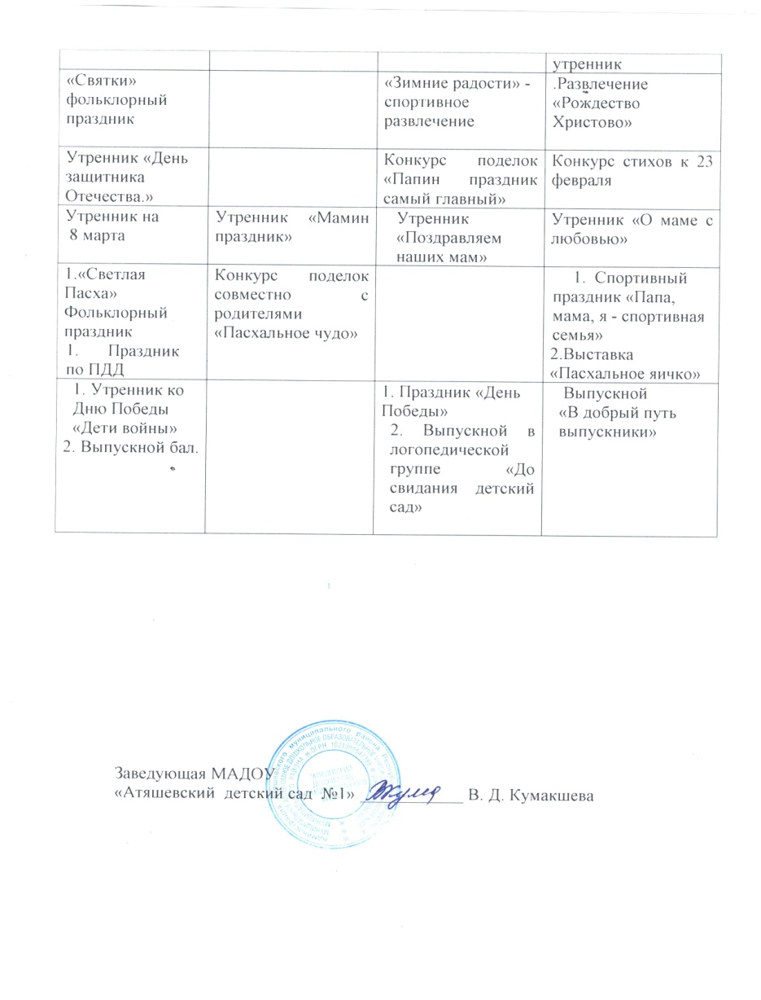 утренник
«Святки»
фольклорный
праздник
«Зимние радости» -
спортивное
развлечение
.Развлечение
«Рождество
Христово»
Утренник «День
защитника
Отечества.»
Конкурс поделок
«Папин праздник
самый главный»
Конкурс стихов к 23
февраля
Утренник на
8 марта
Утренник «Мамин
праздник»
Утренник
«Поздравляем
наших мам»
Утренник «О маме с
любовью»
1.«Светлая
Пасха»
Фольклорный
праздник
1. Праздник
по ПДД
Конкурс поделок
совместно с
родителями
«Пасхальное чудо»
1. Спортивный
праздник «Папа,
мама, я - спортивная
семья»
2.Выставка
«Пасхальное яичко»
1. Утренник ко
Дню Победы
«Дети войны»
2. Выпускной бал.
1. Праздник «День
Победы»
2. Выпускной в
логопедической
группе «До
свидания детский
сад»
Выпускной
«В добрый путь
выпускники»
муниципального района
ДОШКОЛЬНОЕ ОБРАЗОВАТЕЛЬНОЕ
Заведующая МАДОУ
«Атяшевский детский сад №1» ____________ В. Д. Кумакшева